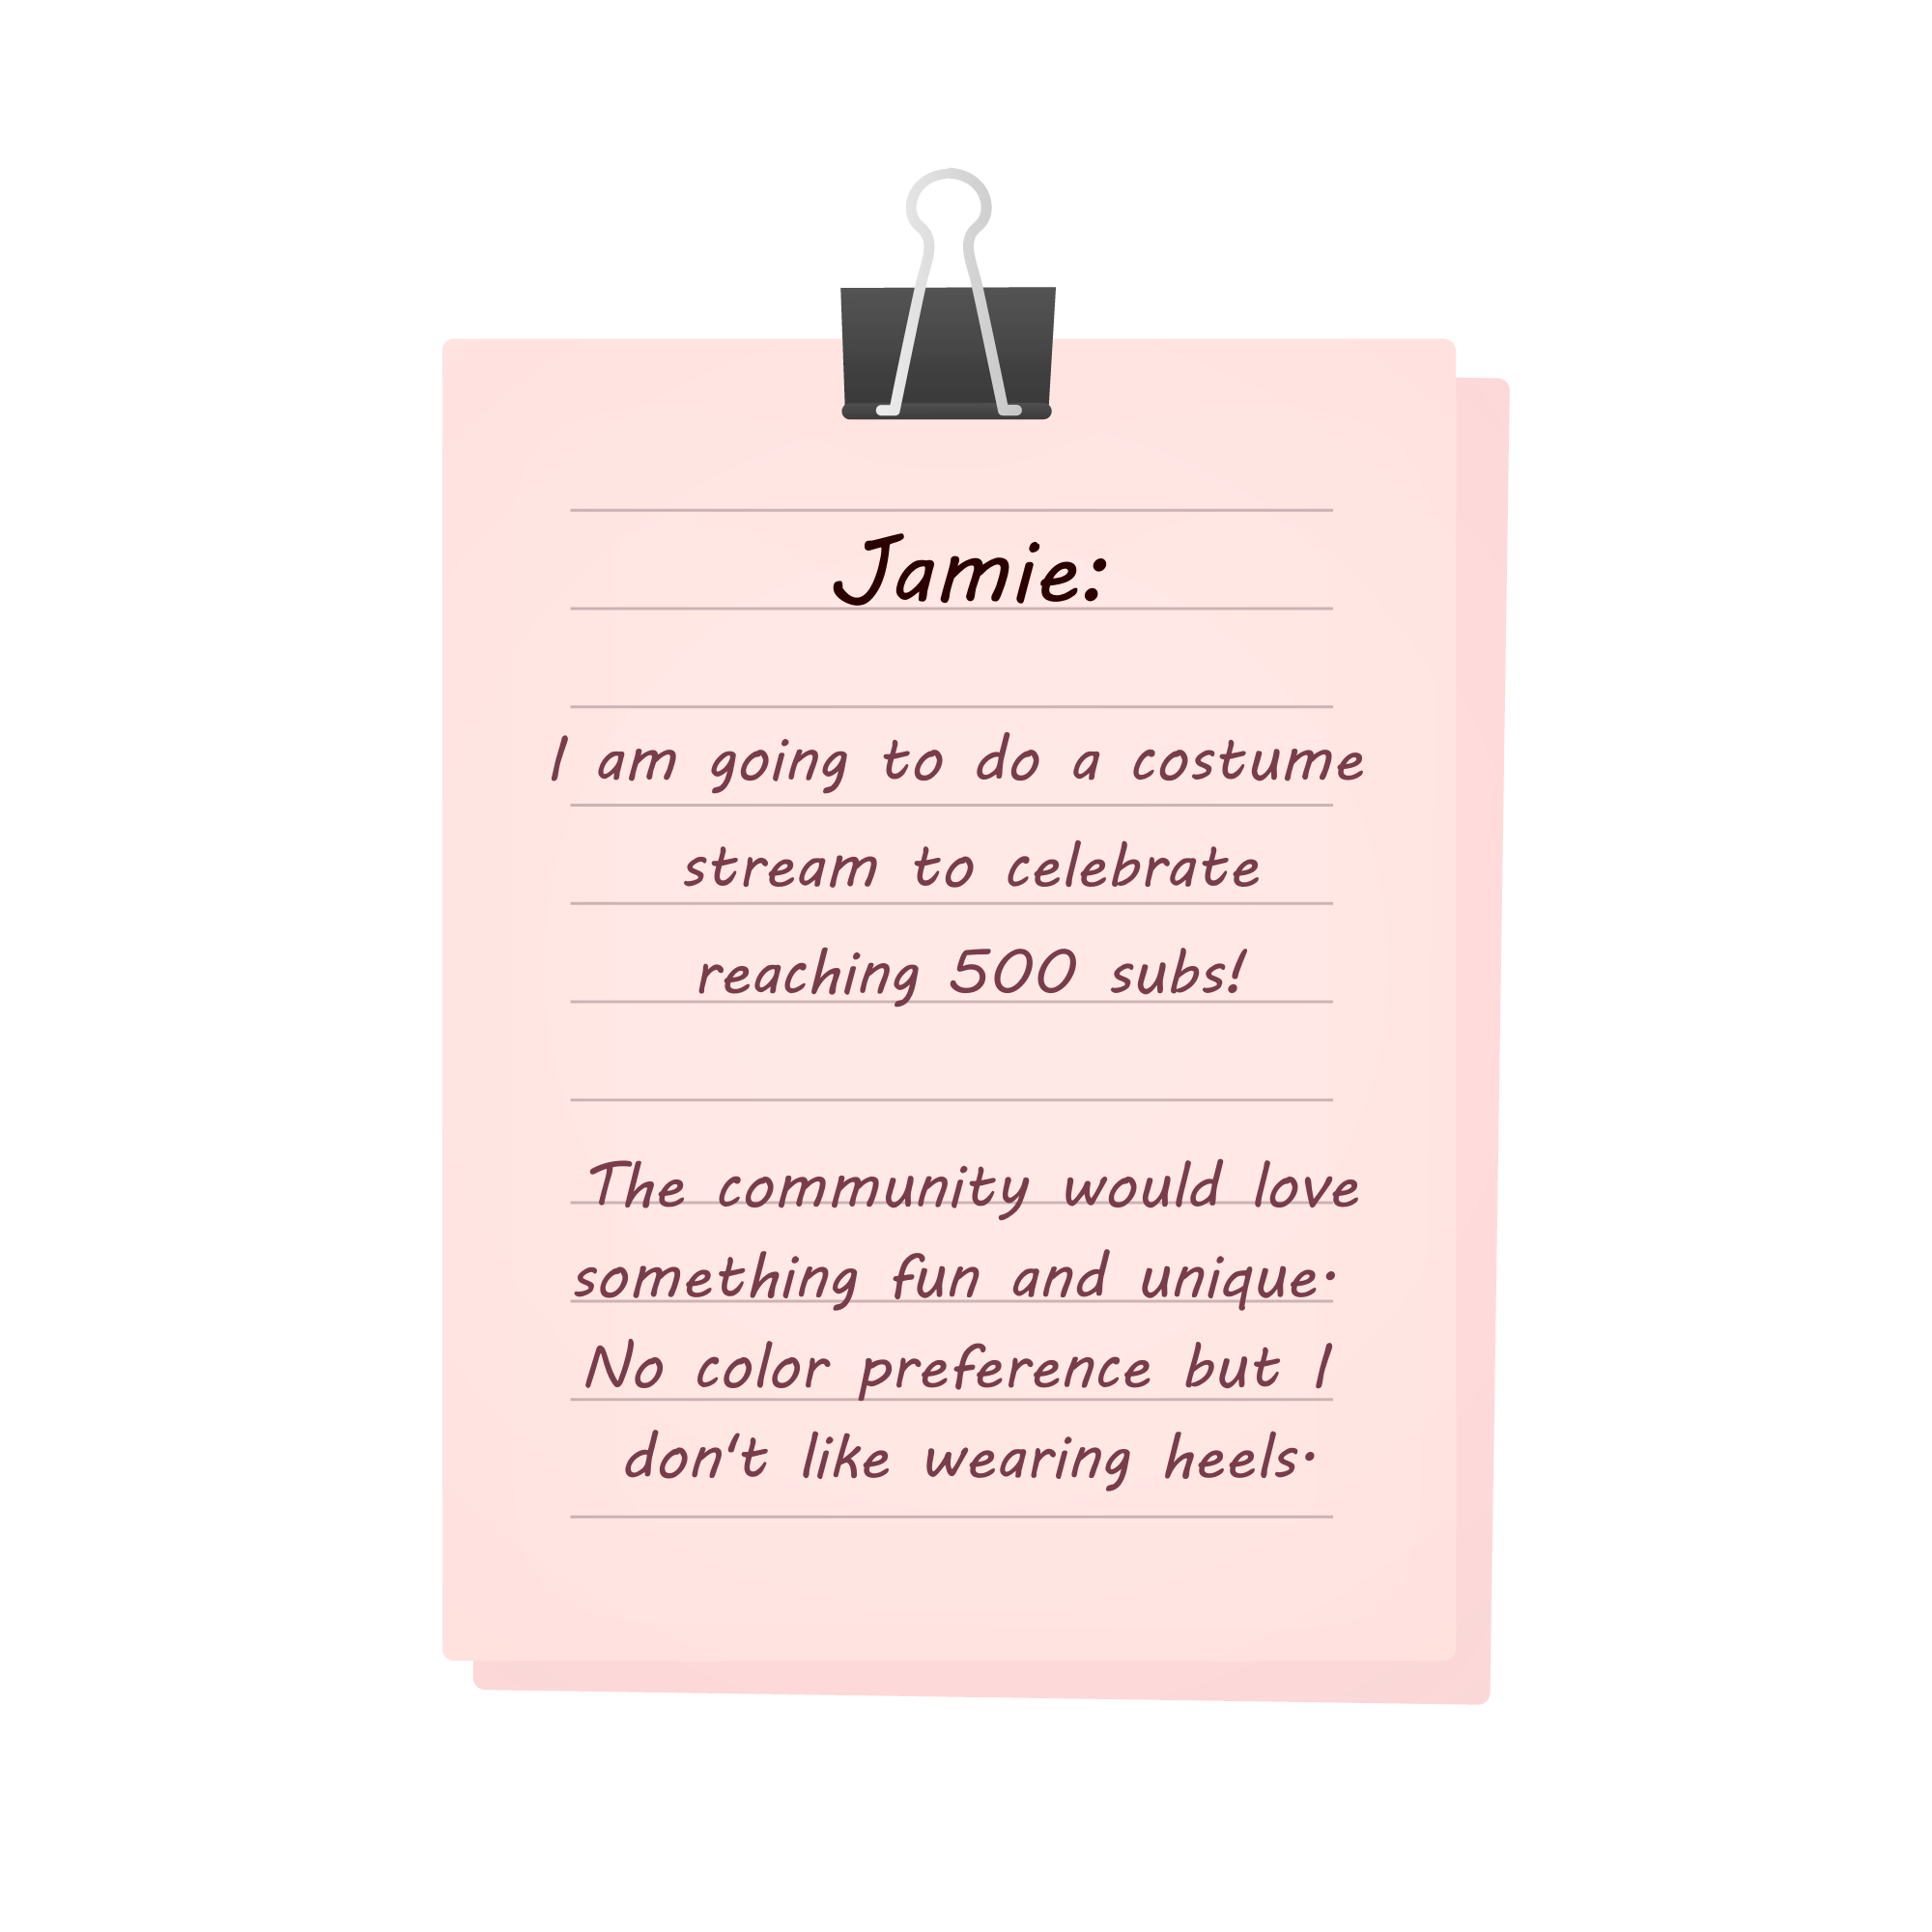 Jamie:
I am going to do a costume
stream to celebrate
reaching 500 subs!
The community would love
something fun and unique.
No color preference but I
don't like wearing heels.